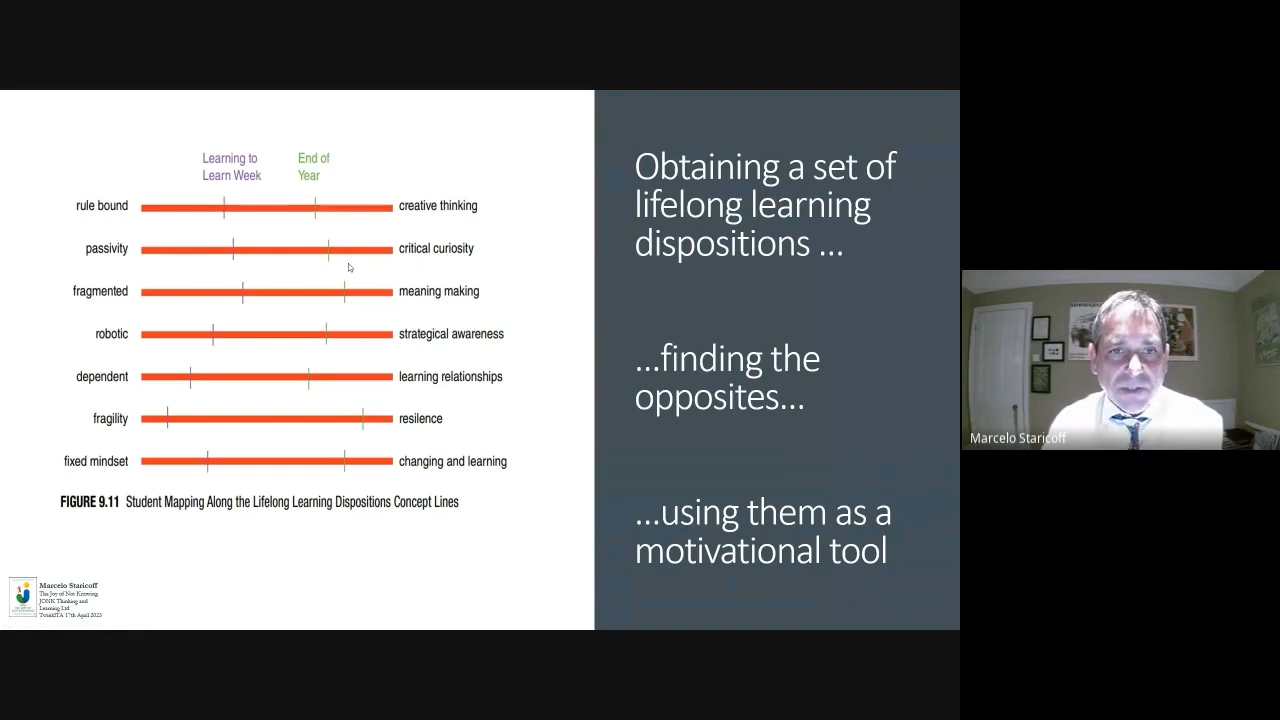 Learning to
Learn Week
End of
Year
rule bound
creative thinking
passivity
critical curiosity
fragmented
meaning making
robotic
strategical awareness
dependent
learning relationships
fragility
resilence
fixed mindset
changing and learning
FIGURE 9.11 Student Mapping Along the Lifelong Learning Dispositions Concept Lines
Marcelo Staricoff
The Joy of Not Knowing
JONK Thinking and
Learning Ltd
17th April 2023
Obtaining a set of
lifelong learning
dispositions ...
...finding the
opposites...
...using them as a
motivational tool
Marcelo Staricoff